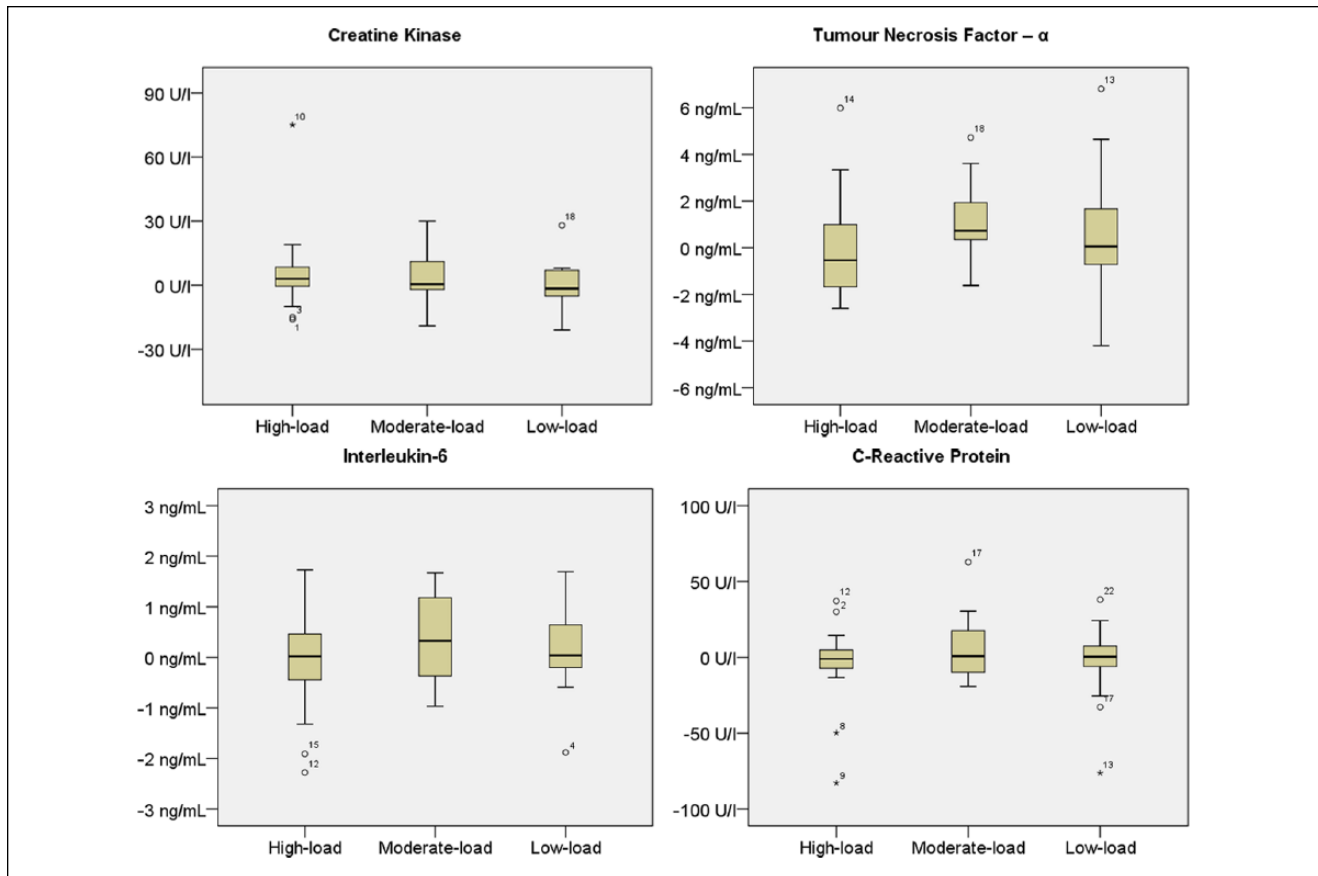 Creatine Kinase
90 U/l
60 U/l
30 U/l
0 U/l
-30 U/l
10
3
1
18
High-load
Moderate-load
Low-load
Tumour Necrosis Factor – α
6 ng/mL
4 ng/mL
2 ng/mL
0 ng/mL
-2 ng/mL
-4 ng/mL
-6 ng/mL
14
18
13
High-load
Moderate-load
Low-load
Interleukin-6
3 ng/mL
2 ng/mL
1 ng/mL
0 ng/mL
-1 ng/mL
-2 ng/mL
-3 ng/mL
15
12
4
High-load
Moderate-load
Low-load
C-Reactive Protein
100 U/l
50 U/l
0 U/l
-50 U/l
-100 U/l
12
2
8
9
17
22
17
13
High-load
Moderate-load
Low-load